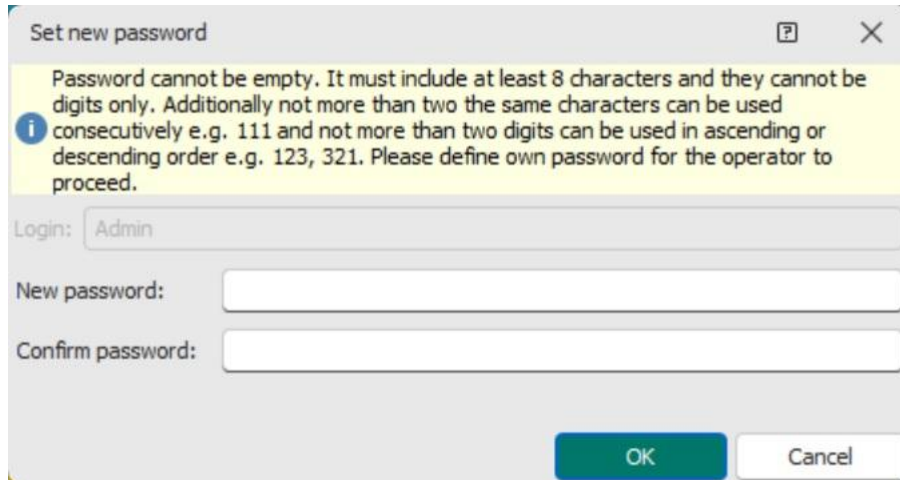 Set new password
Password cannot be empty. It must include at least 8 characters and they cannot be
digits only. Additionally not more than two the same characters can be used
consecutively e.g. 111 and not more than two digits can be used in ascending or
descending order e.g. 123, 321. Please define own password for the operator to
proceed.
Login: Admin
New password:
Confirm password:
OK Cancel